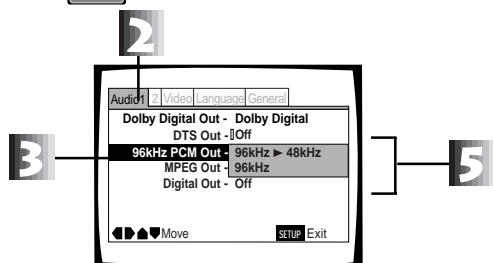 2
Audio1 2 Video Language General
Dolby Digital Out - Dolby Digital
DTS Out - Off
96kHz PCM Out - 96kHz ► 48kHz
3
5
MPEG Out - 96kHz
Digital Out - Off
Move SETUP Exit